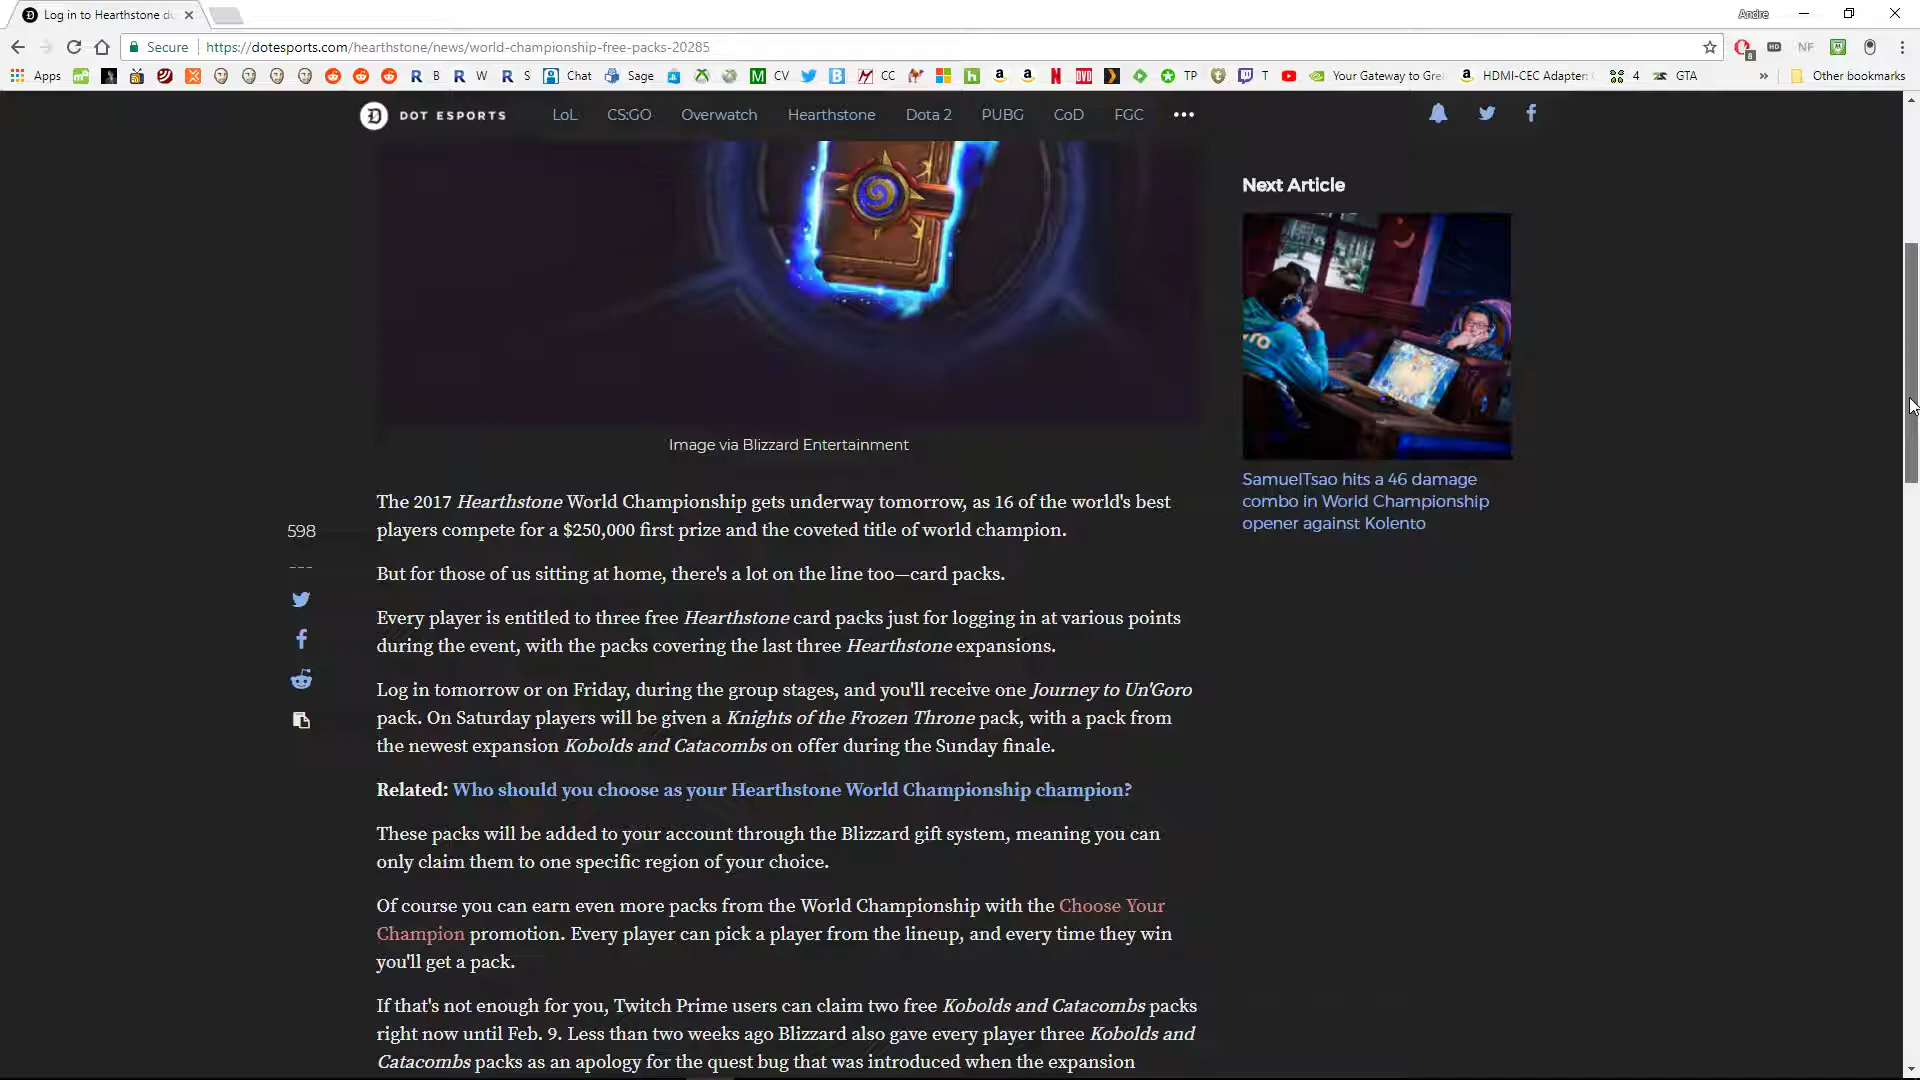 Log in to Hearthstone d
Andre
Secure https://dotesports.com/hearthstone/news/world-championship-free-packs-20285
8 HD NF
Apps R B R W R S Chat Sage M CV B CC h a a N DVD TP T Your Gateway to Gre a HDMI-CEC Adapter 4 GTA » Other bookmarks
DOT ESPORTS LoL CS:GO Overwatch Hearthstone Dota 2 PUBG CoD FGC •••
Next Article
SamuelTsao hits a 46 damage
combo in World Championship
opener against Kolento
Image via Blizzard Entertainment
598
The 2017 Hearthstone World Championship gets underway tomorrow, as 16 of the world's best
players compete for a $250,000 first prize and the coveted title of world champion.
But for those of us sitting at home, there's a lot on the line too—card packs.
Every player is entitled to three free Hearthstone card packs just for logging in at various points
during the event, with the packs covering the last three Hearthstone expansions.
Log in tomorrow or on Friday, during the group stages, and you'll receive one Journey to Un'Goro
pack. On Saturday players will be given a Knights of the Frozen Throne pack, with a pack from
the newest expansion Kobolds and Catacombs on offer during the Sunday finale.
Related: Who should you choose as your Hearthstone World Championship champion?
These packs will be added to your account through the Blizzard gift system, meaning you can
only claim them to one specific region of your choice.
Of course you can earn even more packs from the World Championship with the Choose Your
Champion promotion. Every player can pick a player from the lineup, and every time they win
you'll get a pack.
If that's not enough for you, Twitch Prime users can claim two free Kobolds and Catacombs packs
right now until Feb. 9. Less than two weeks ago Blizzard also gave every player three Kobolds and
Catacombs packs as an apology for the quest bug that was introduced when the expansion